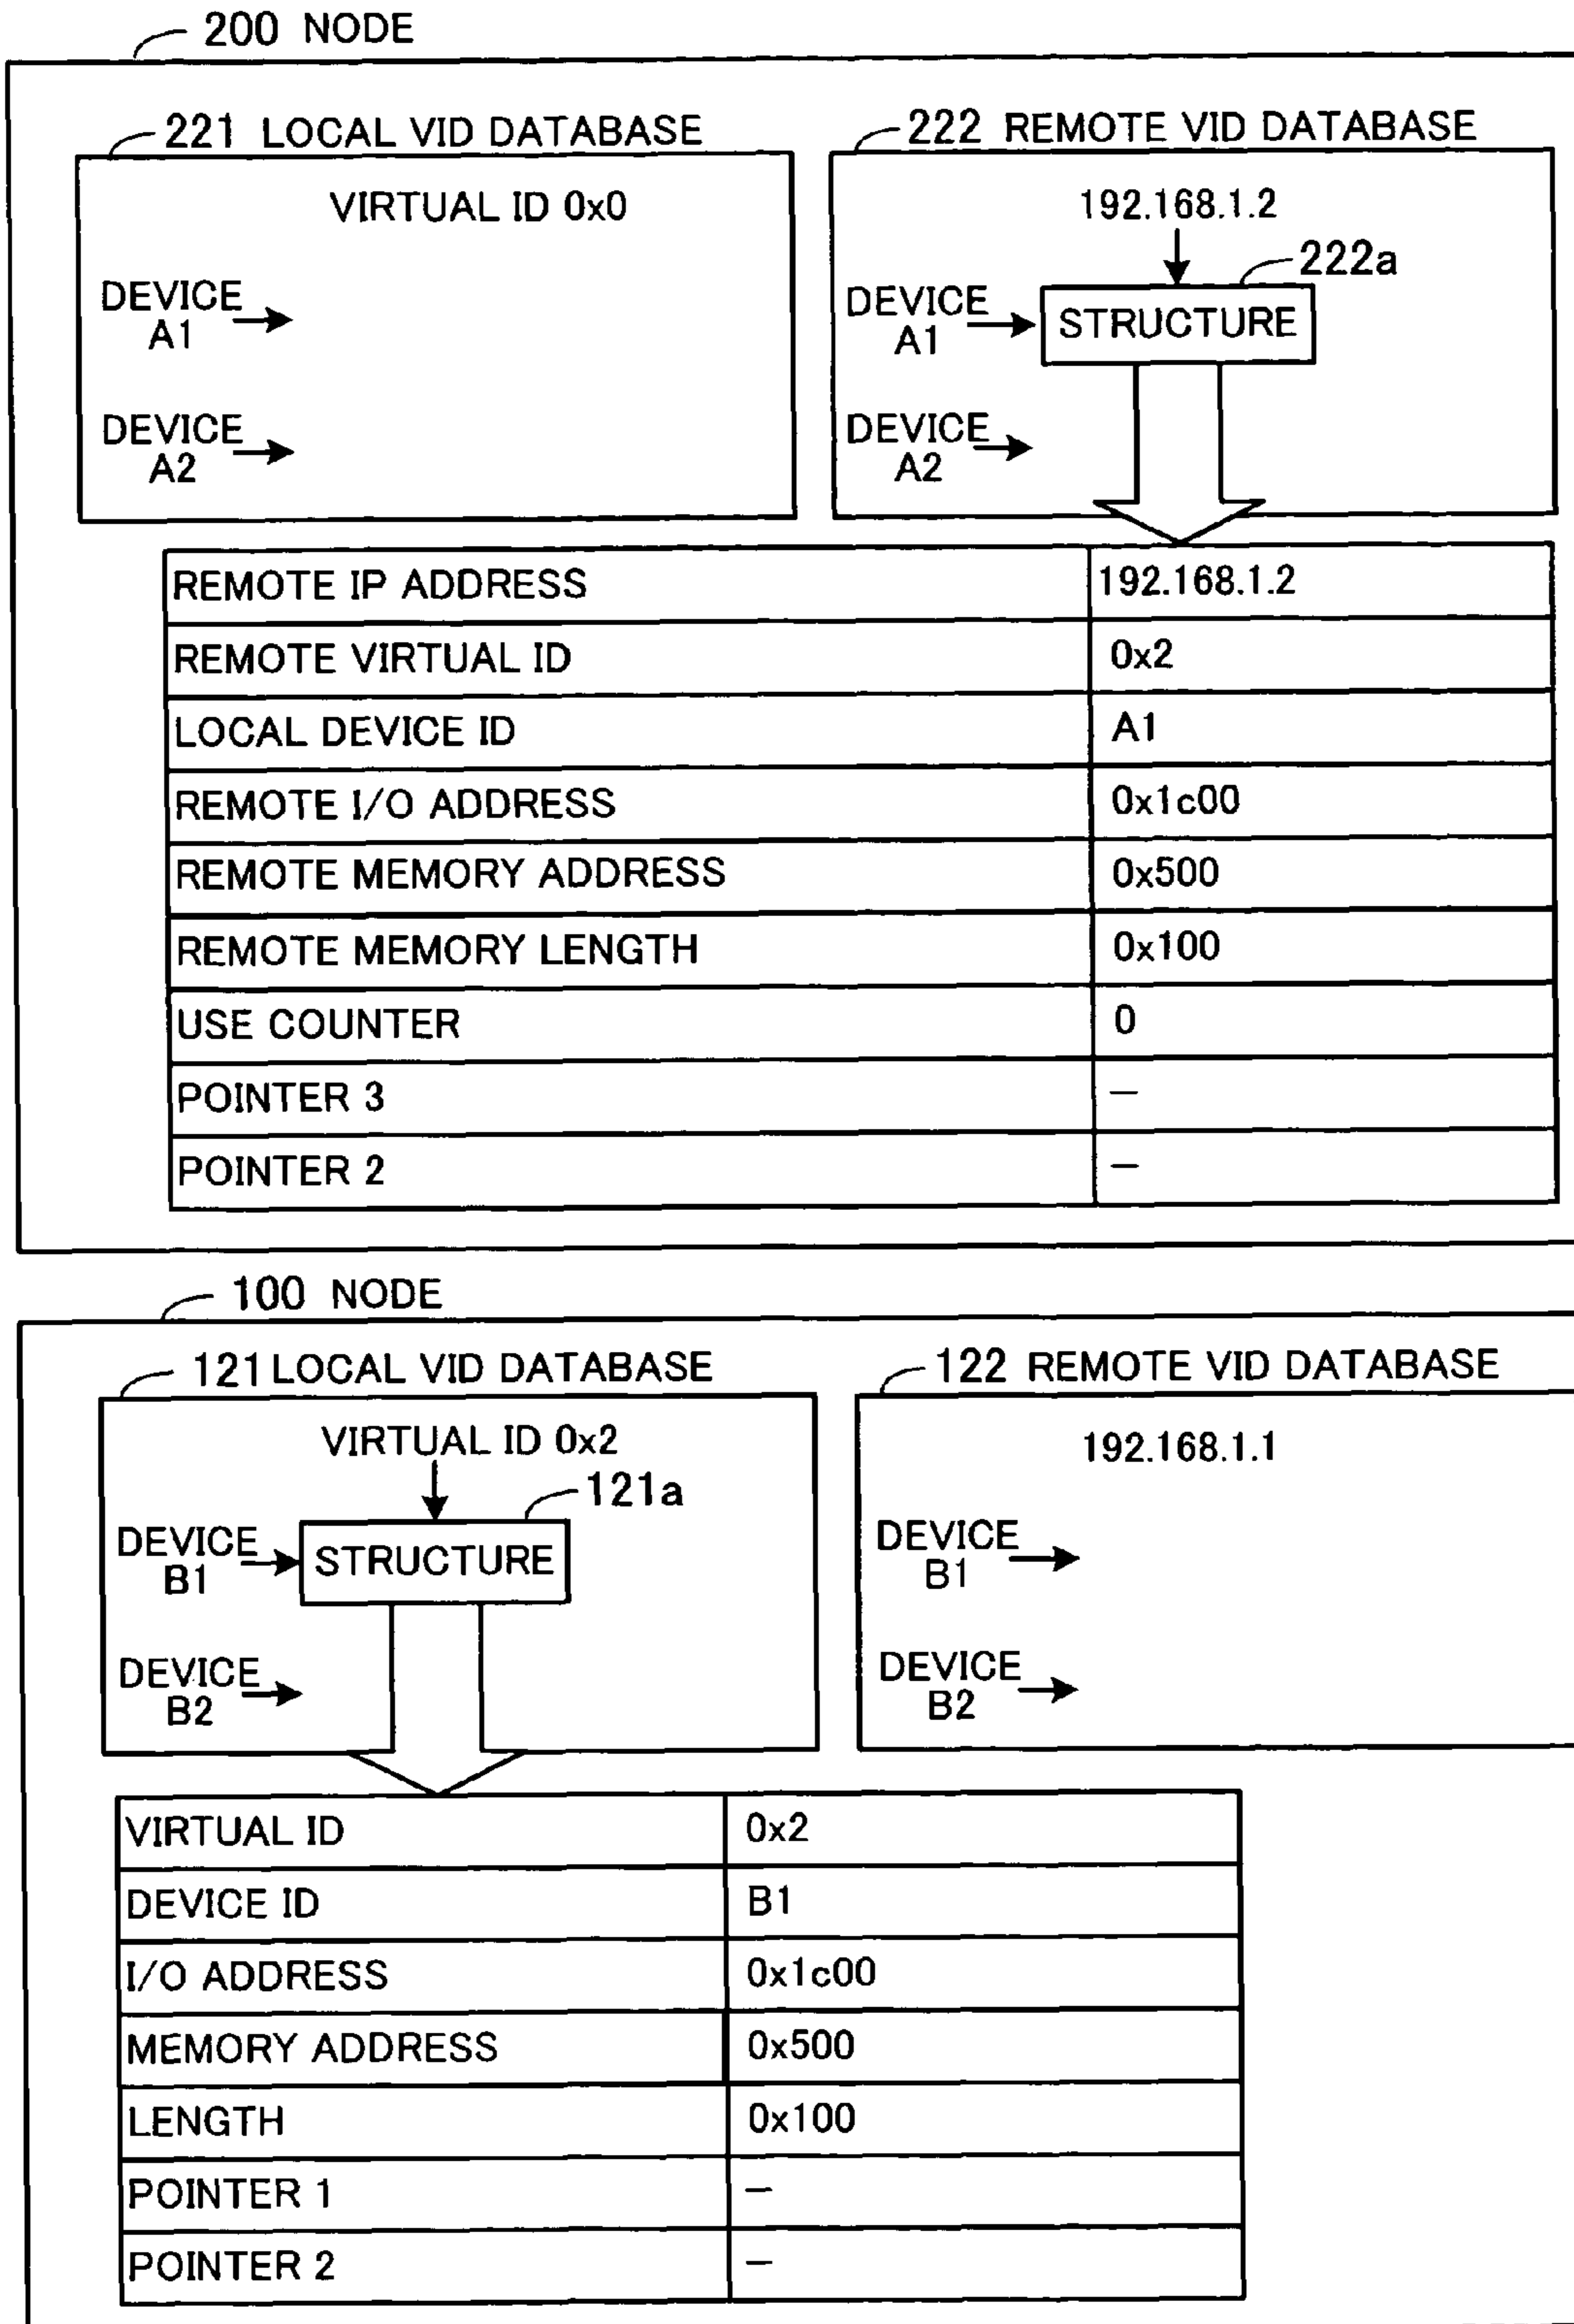 200 NODE
221 LOCAL VID DATABASE
VIRTUAL ID 0x0
DEVICE
A1
DEVICE
A2
222 REMOTE VID DATABASE
192.168.1.2
222a
DEVICE
A1
STRUCTURE
DEVICE
A2
REMOTE IP ADDRESS 192.168.1.2
REMOTE VIRTUAL ID 0x2
LOCAL DEVICE ID A1
REMOTE I/O ADDRESS 0x1c00
REMOTE MEMORY ADDRESS 0x500
REMOTE MEMORY LENGTH 0x100
USE COUNTER 0
POINTER 3 –
POINTER 2 –
100 NODE
121 LOCAL VID DATABASE
VIRTUAL ID 0x2
121a
DEVICE
B1
STRUCTURE
DEVICE
B2
122 REMOTE VID DATABASE
192.168.1.1
DEVICE
B1
DEVICE
B2
VIRTUAL ID 0x2
DEVICE ID B1
I/O ADDRESS 0x1c00
MEMORY ADDRESS 0x500
LENGTH 0x100
POINTER 1 –
POINTER 2 –